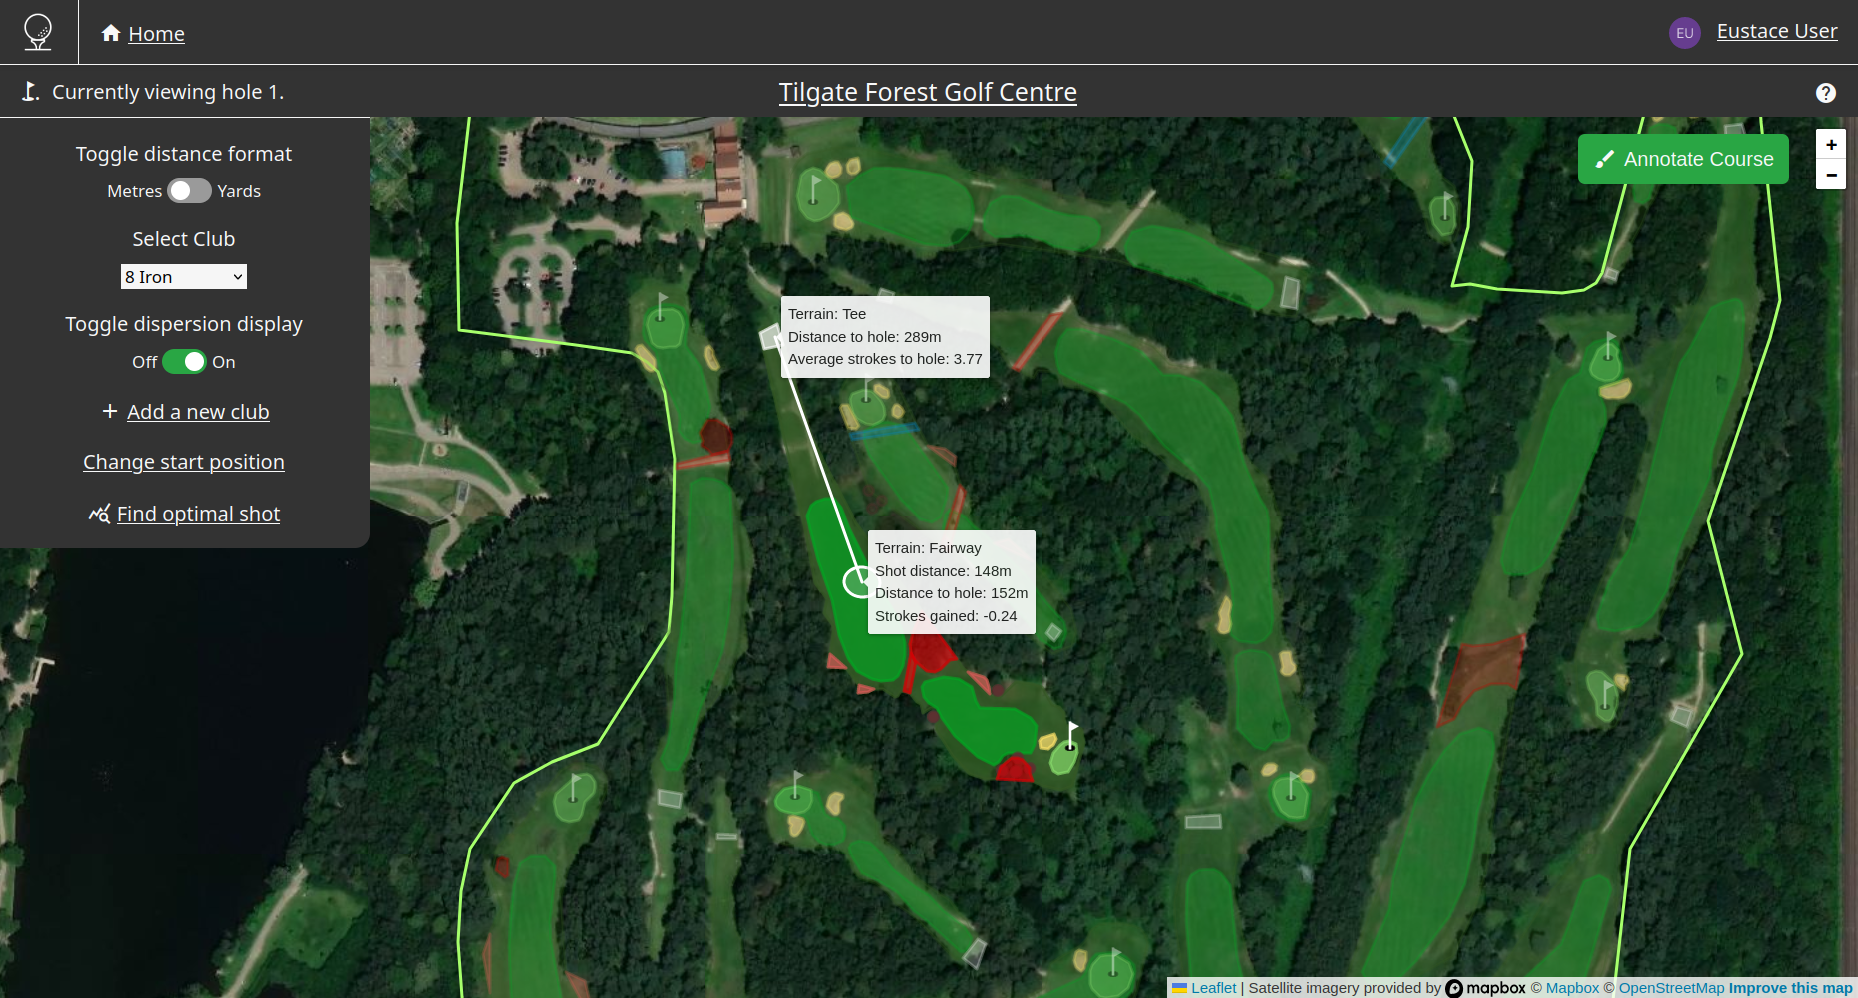 Home
EU
Eustace User
Currently viewing hole 1.
Tilgate Forest Golf Centre
?
Toggle distance format
Metres
Yards
Select Club
8 Iron
Toggle dispersion display
Off
On
+ Add a new club
Change start position
Find optimal shot
Annotate Course
+
−
Terrain: Tee
Distance to hole: 289m
Average strokes to hole: 3.77
Terrain: Fairway
Shot distance: 148m
Distance to hole: 152m
Strokes gained: -0.24
Leaflet | Satellite imagery provided by mapbox © Mapbox © OpenStreetMap Improve this map